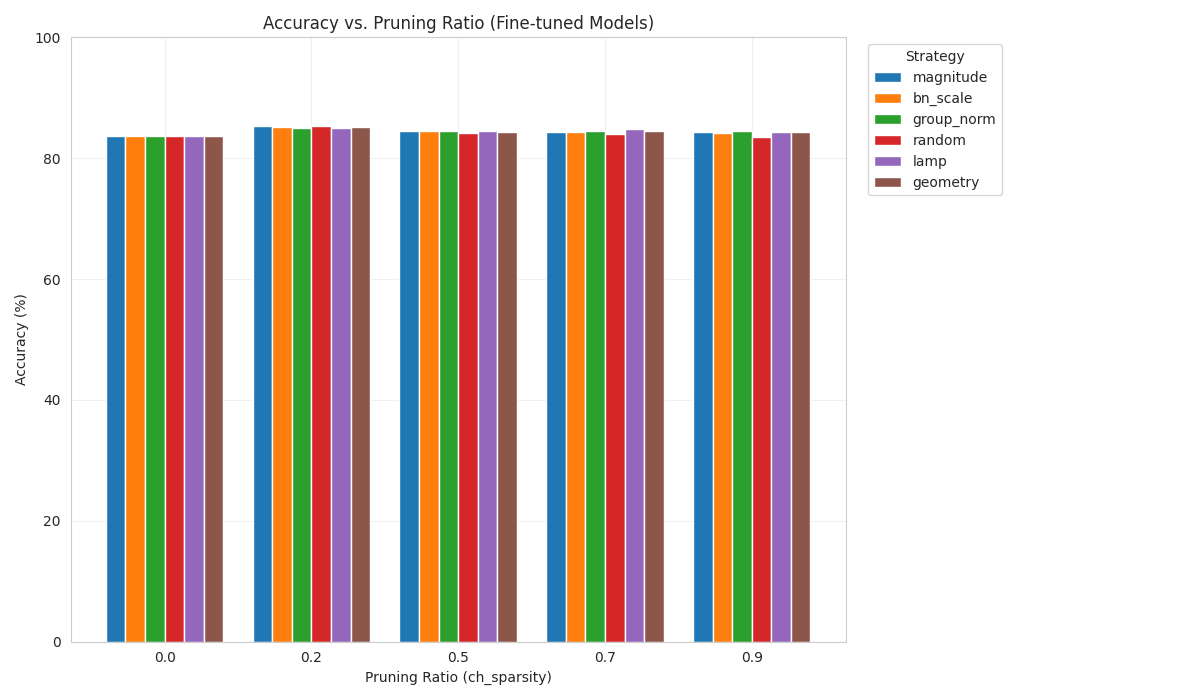 Accuracy vs. Pruning Ratio (Fine-tuned Models)
Accuracy (%)
100
80
60
40
20
0
0.0 0.2 0.5 0.7 0.9
Pruning Ratio (ch_sparsity)
Strategy
magnitude
bn_scale
group_norm
random
lamp
geometry